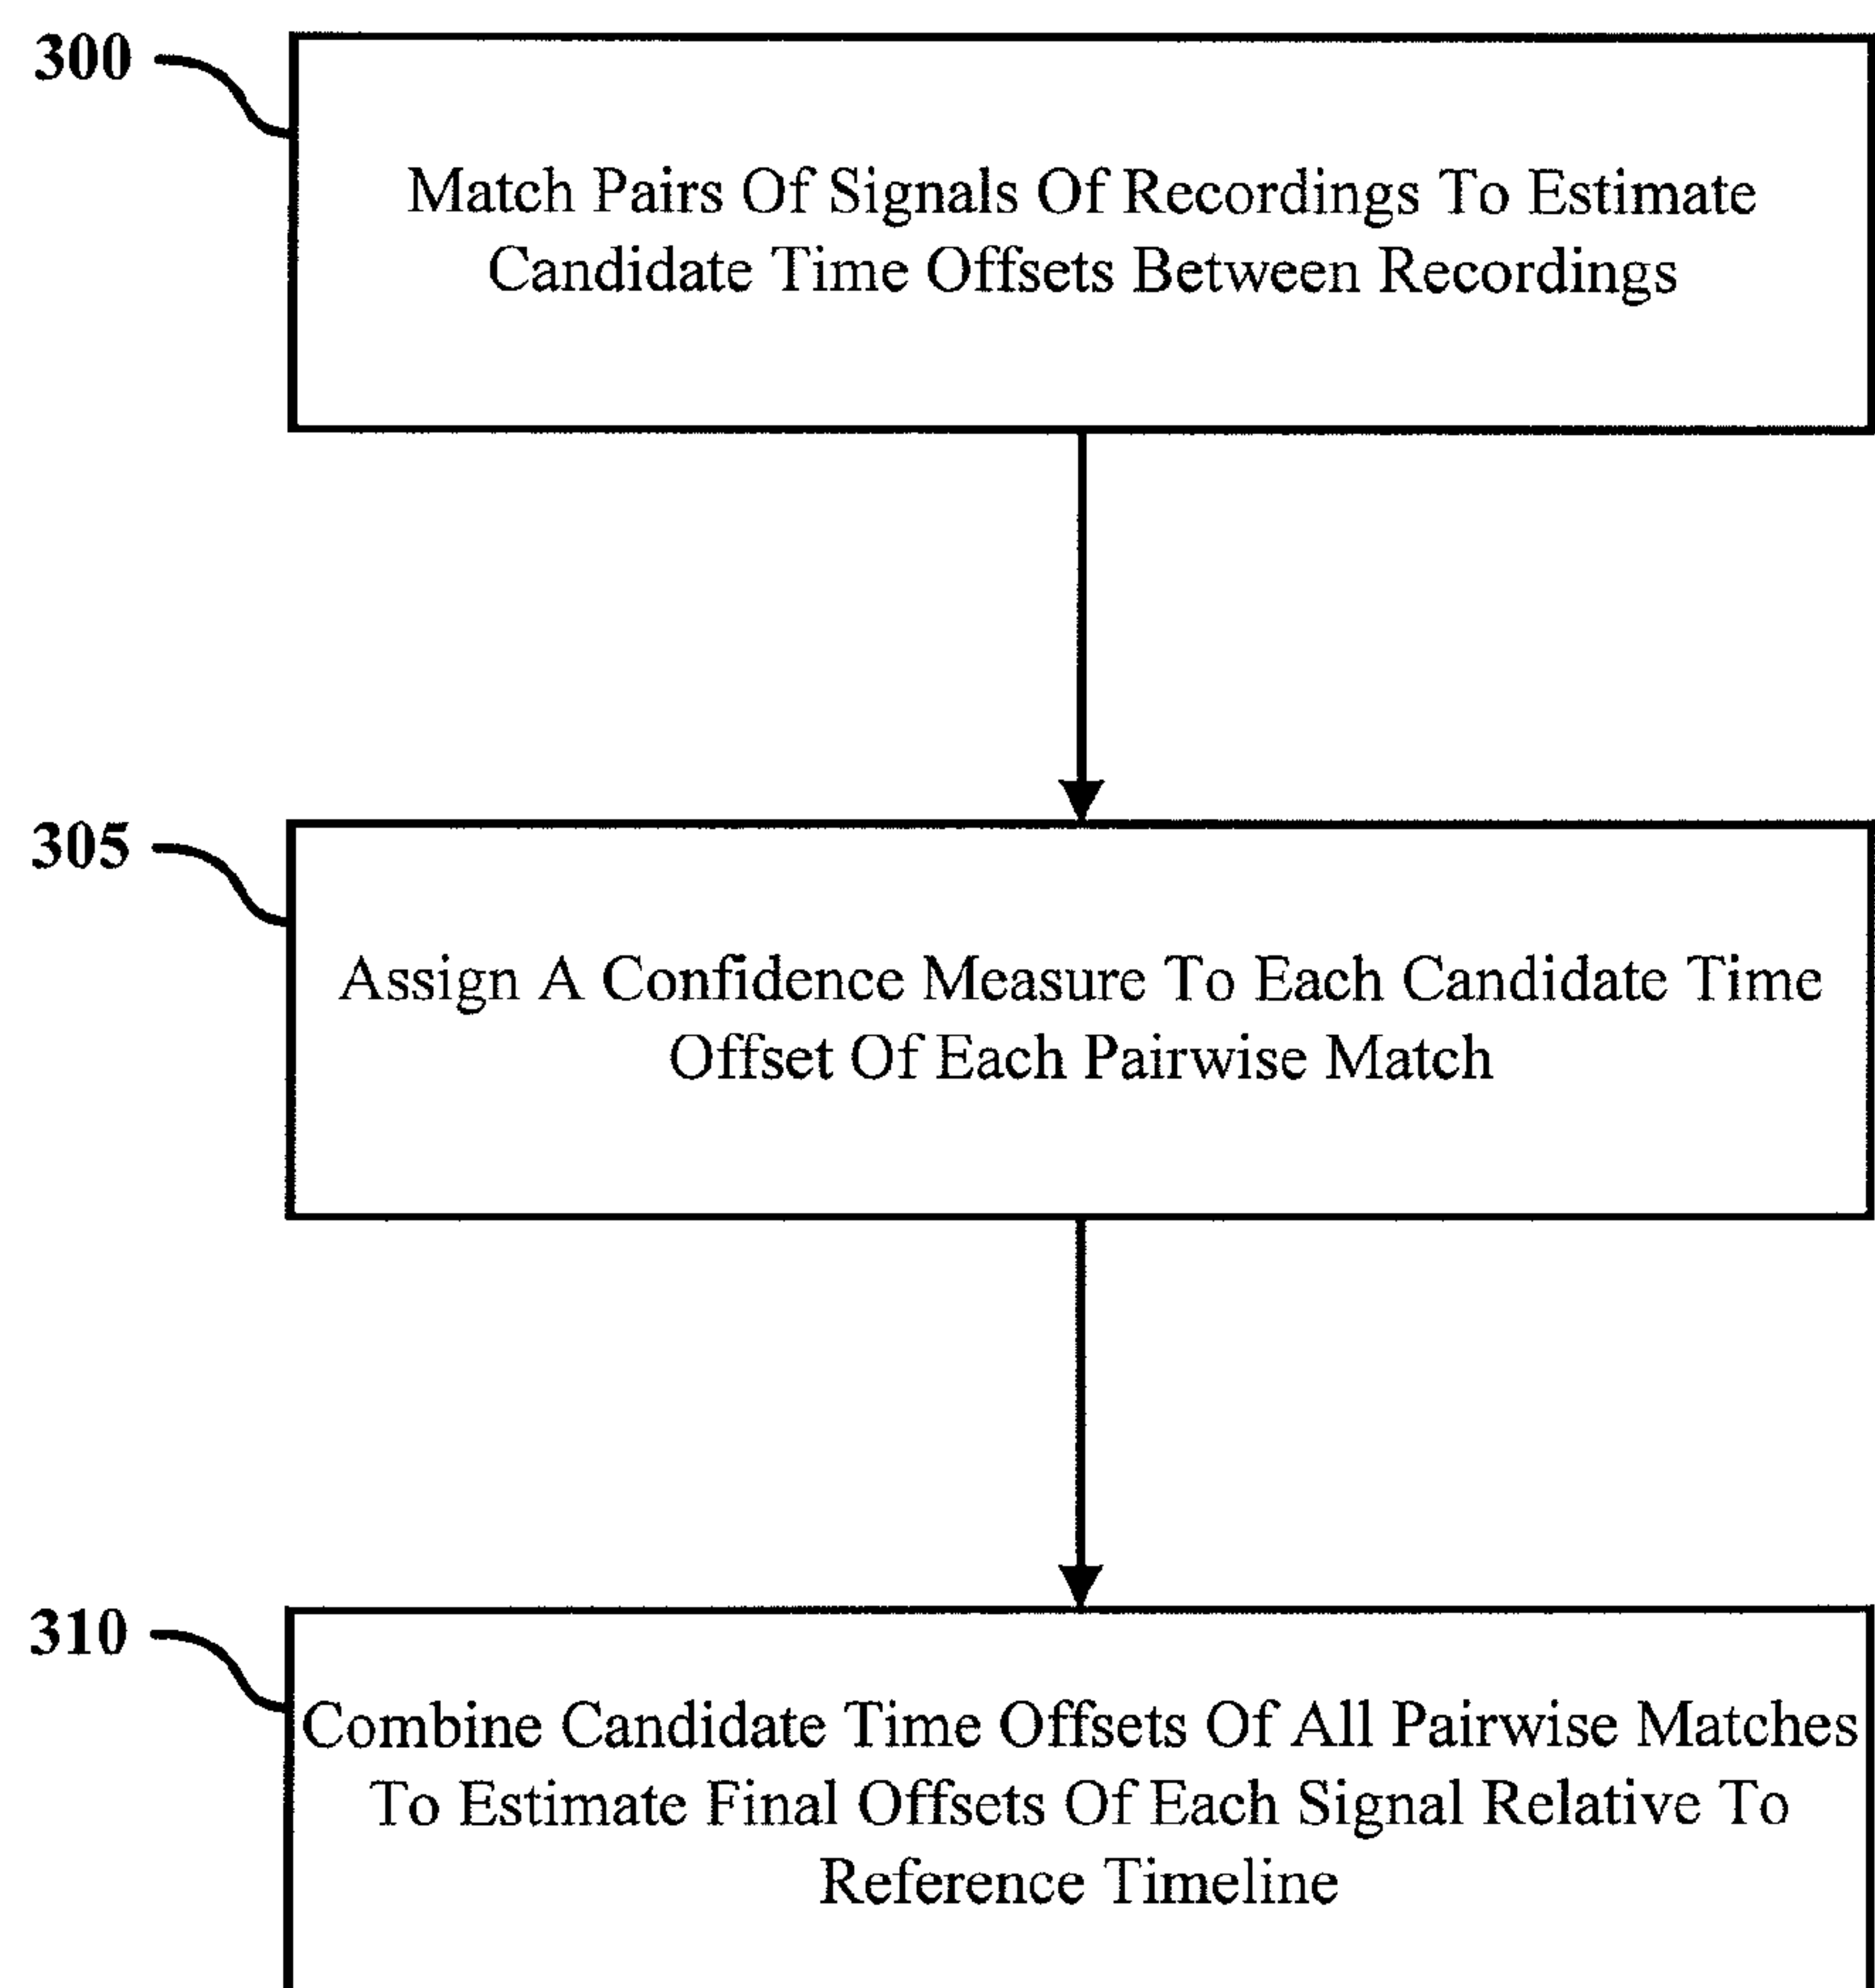 300
Match Pairs Of Signals Of Recordings To Estimate
Candidate Time Offsets Between Recordings
305
Assign A Confidence Measure To Each Candidate Time
Offset Of Each Pairwise Match
310
Combine Candidate Time Offsets Of All Pairwise Matches
To Estimate Final Offsets Of Each Signal Relative To
Reference Timeline